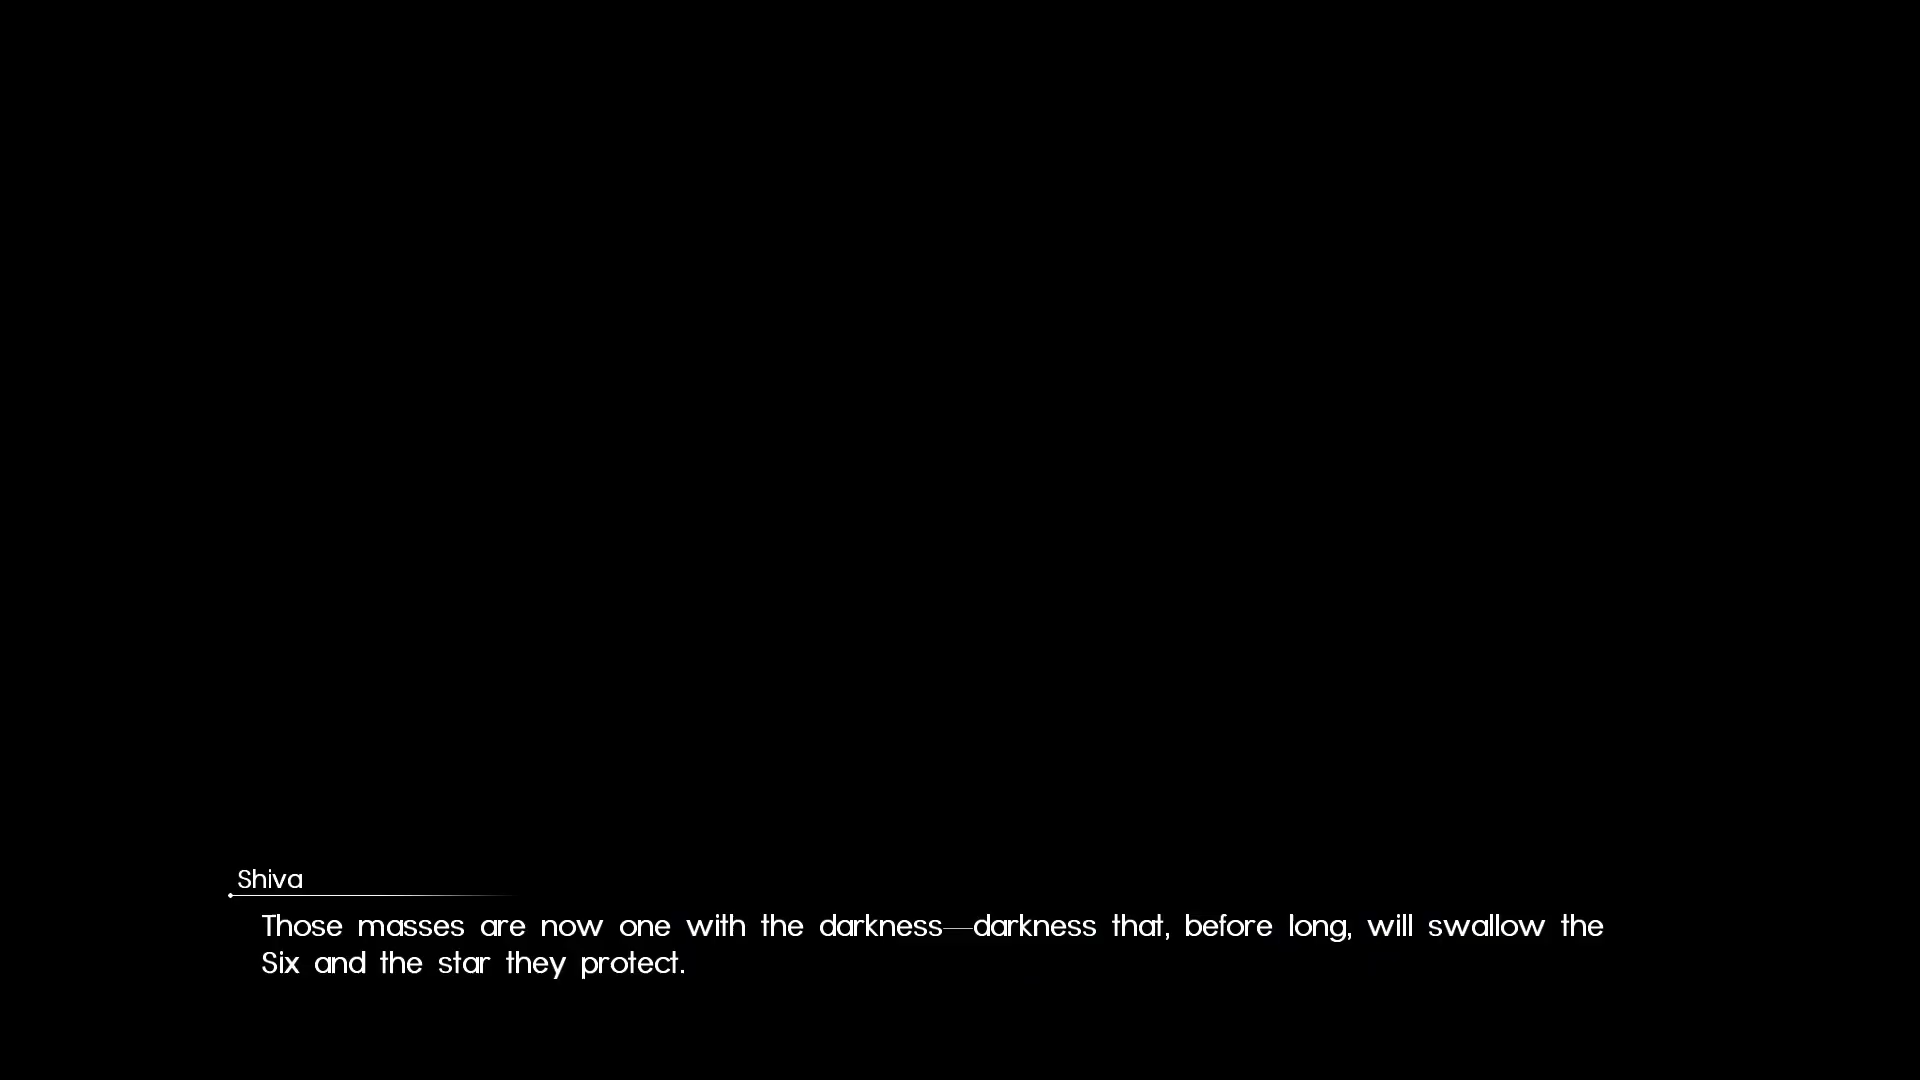 Shiva
Those masses are now one with the darkness—darkness that, before long, will swallow the
Six and the star they protect.